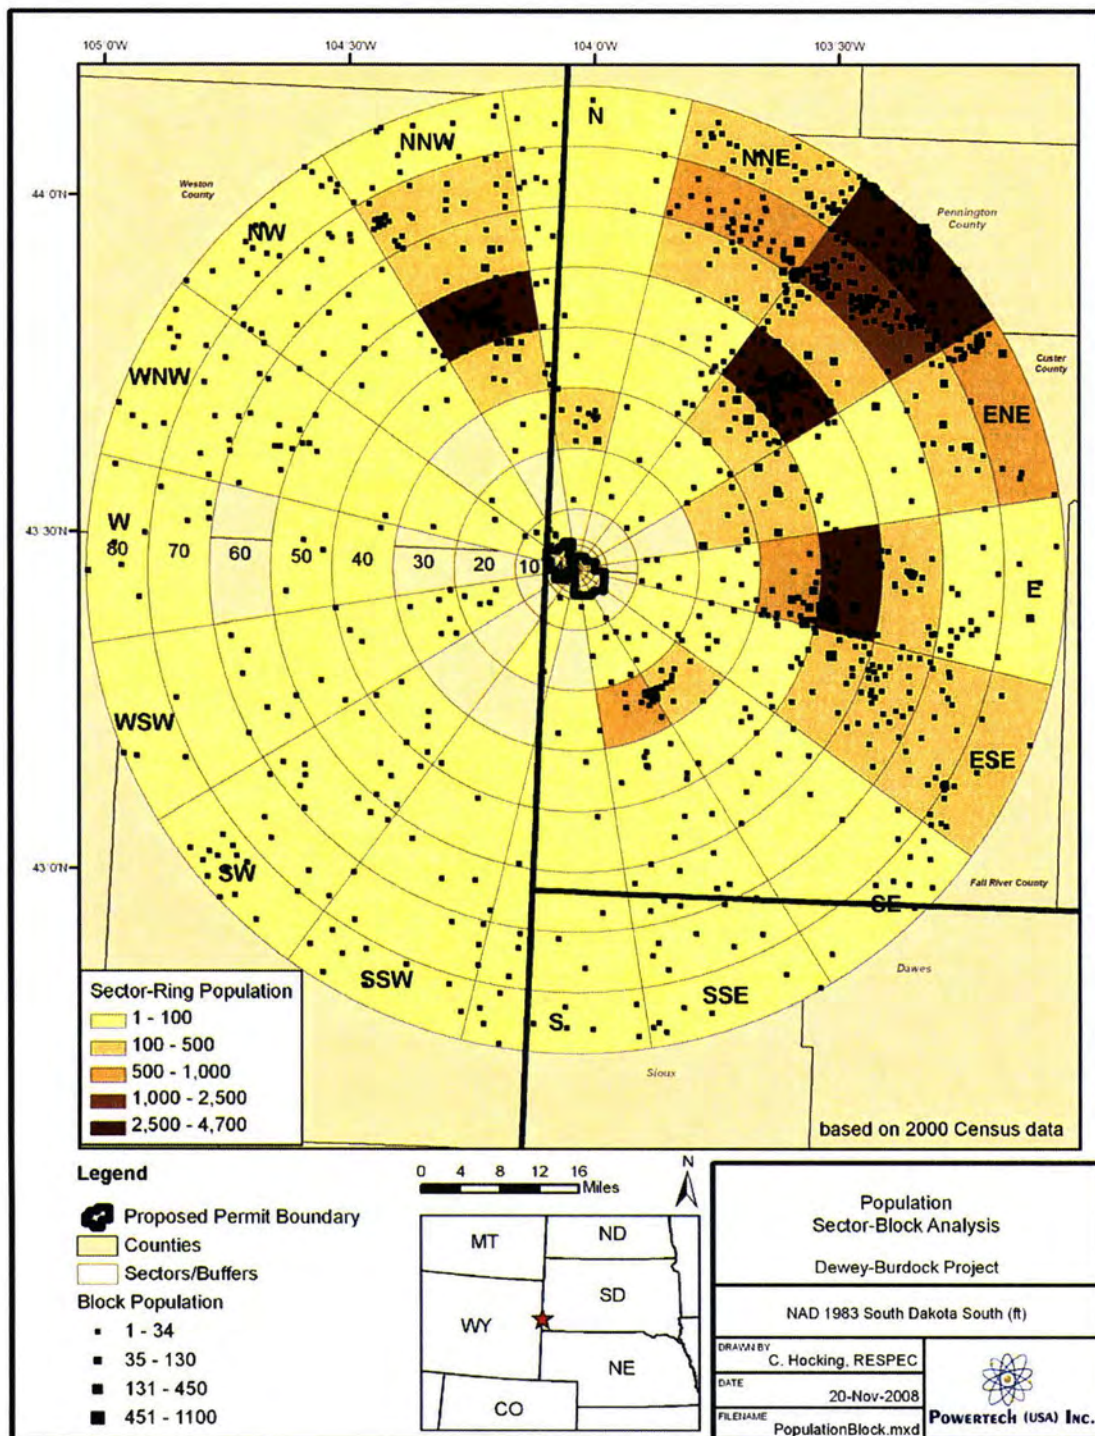 105 0'W
104 30'W
104 0'W
103 30'W
N
NNW
NNE
Weston
County
44 0'N
Pennington
County
NW
Custer
County
WNW
ENE
43 30'N
W
80
70
60
50
40
30
20
10
E
WSW
ESE
43 0'N
SW
Fall River County
SE
Dawes
SSW
SSE
S
Sioux
Sector-Ring Population
1 - 100
100 - 500
500 - 1,000
1,000 - 2,500
2,500 - 4,700
based on 2000 Census data
Legend
Proposed Permit Boundary
Counties
Sectors/Buffers
Block Population
1 - 34
35 - 130
131 - 450
451 - 1100
0 4 8 12 16
Miles
N
MT
ND
SD
WY
NE
CO
Population
Sector-Block Analysis
Dewey-Burdock Project
NAD 1983 South Dakota South (ft)
DRAWN BY
C. Hocking, RESPEC
DATE
20-Nov-2008
FILENAME
PopulationBlock.mxd
POWERTECH (USA) INC.